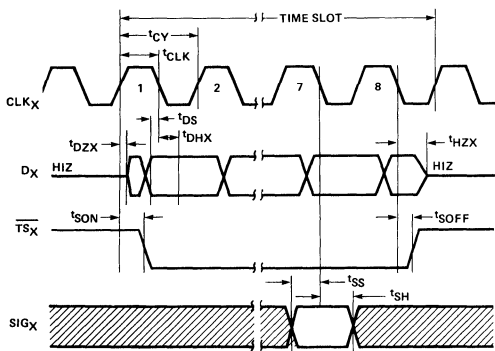 TIME SLOT
tCY
tCLK
CLKX
1
2
7
8
tDS
tDHX
tDZX
tHZX
DX
HIZ
HIZ
tSON
tSOFF
TSX
tSS
tSH
SIGX